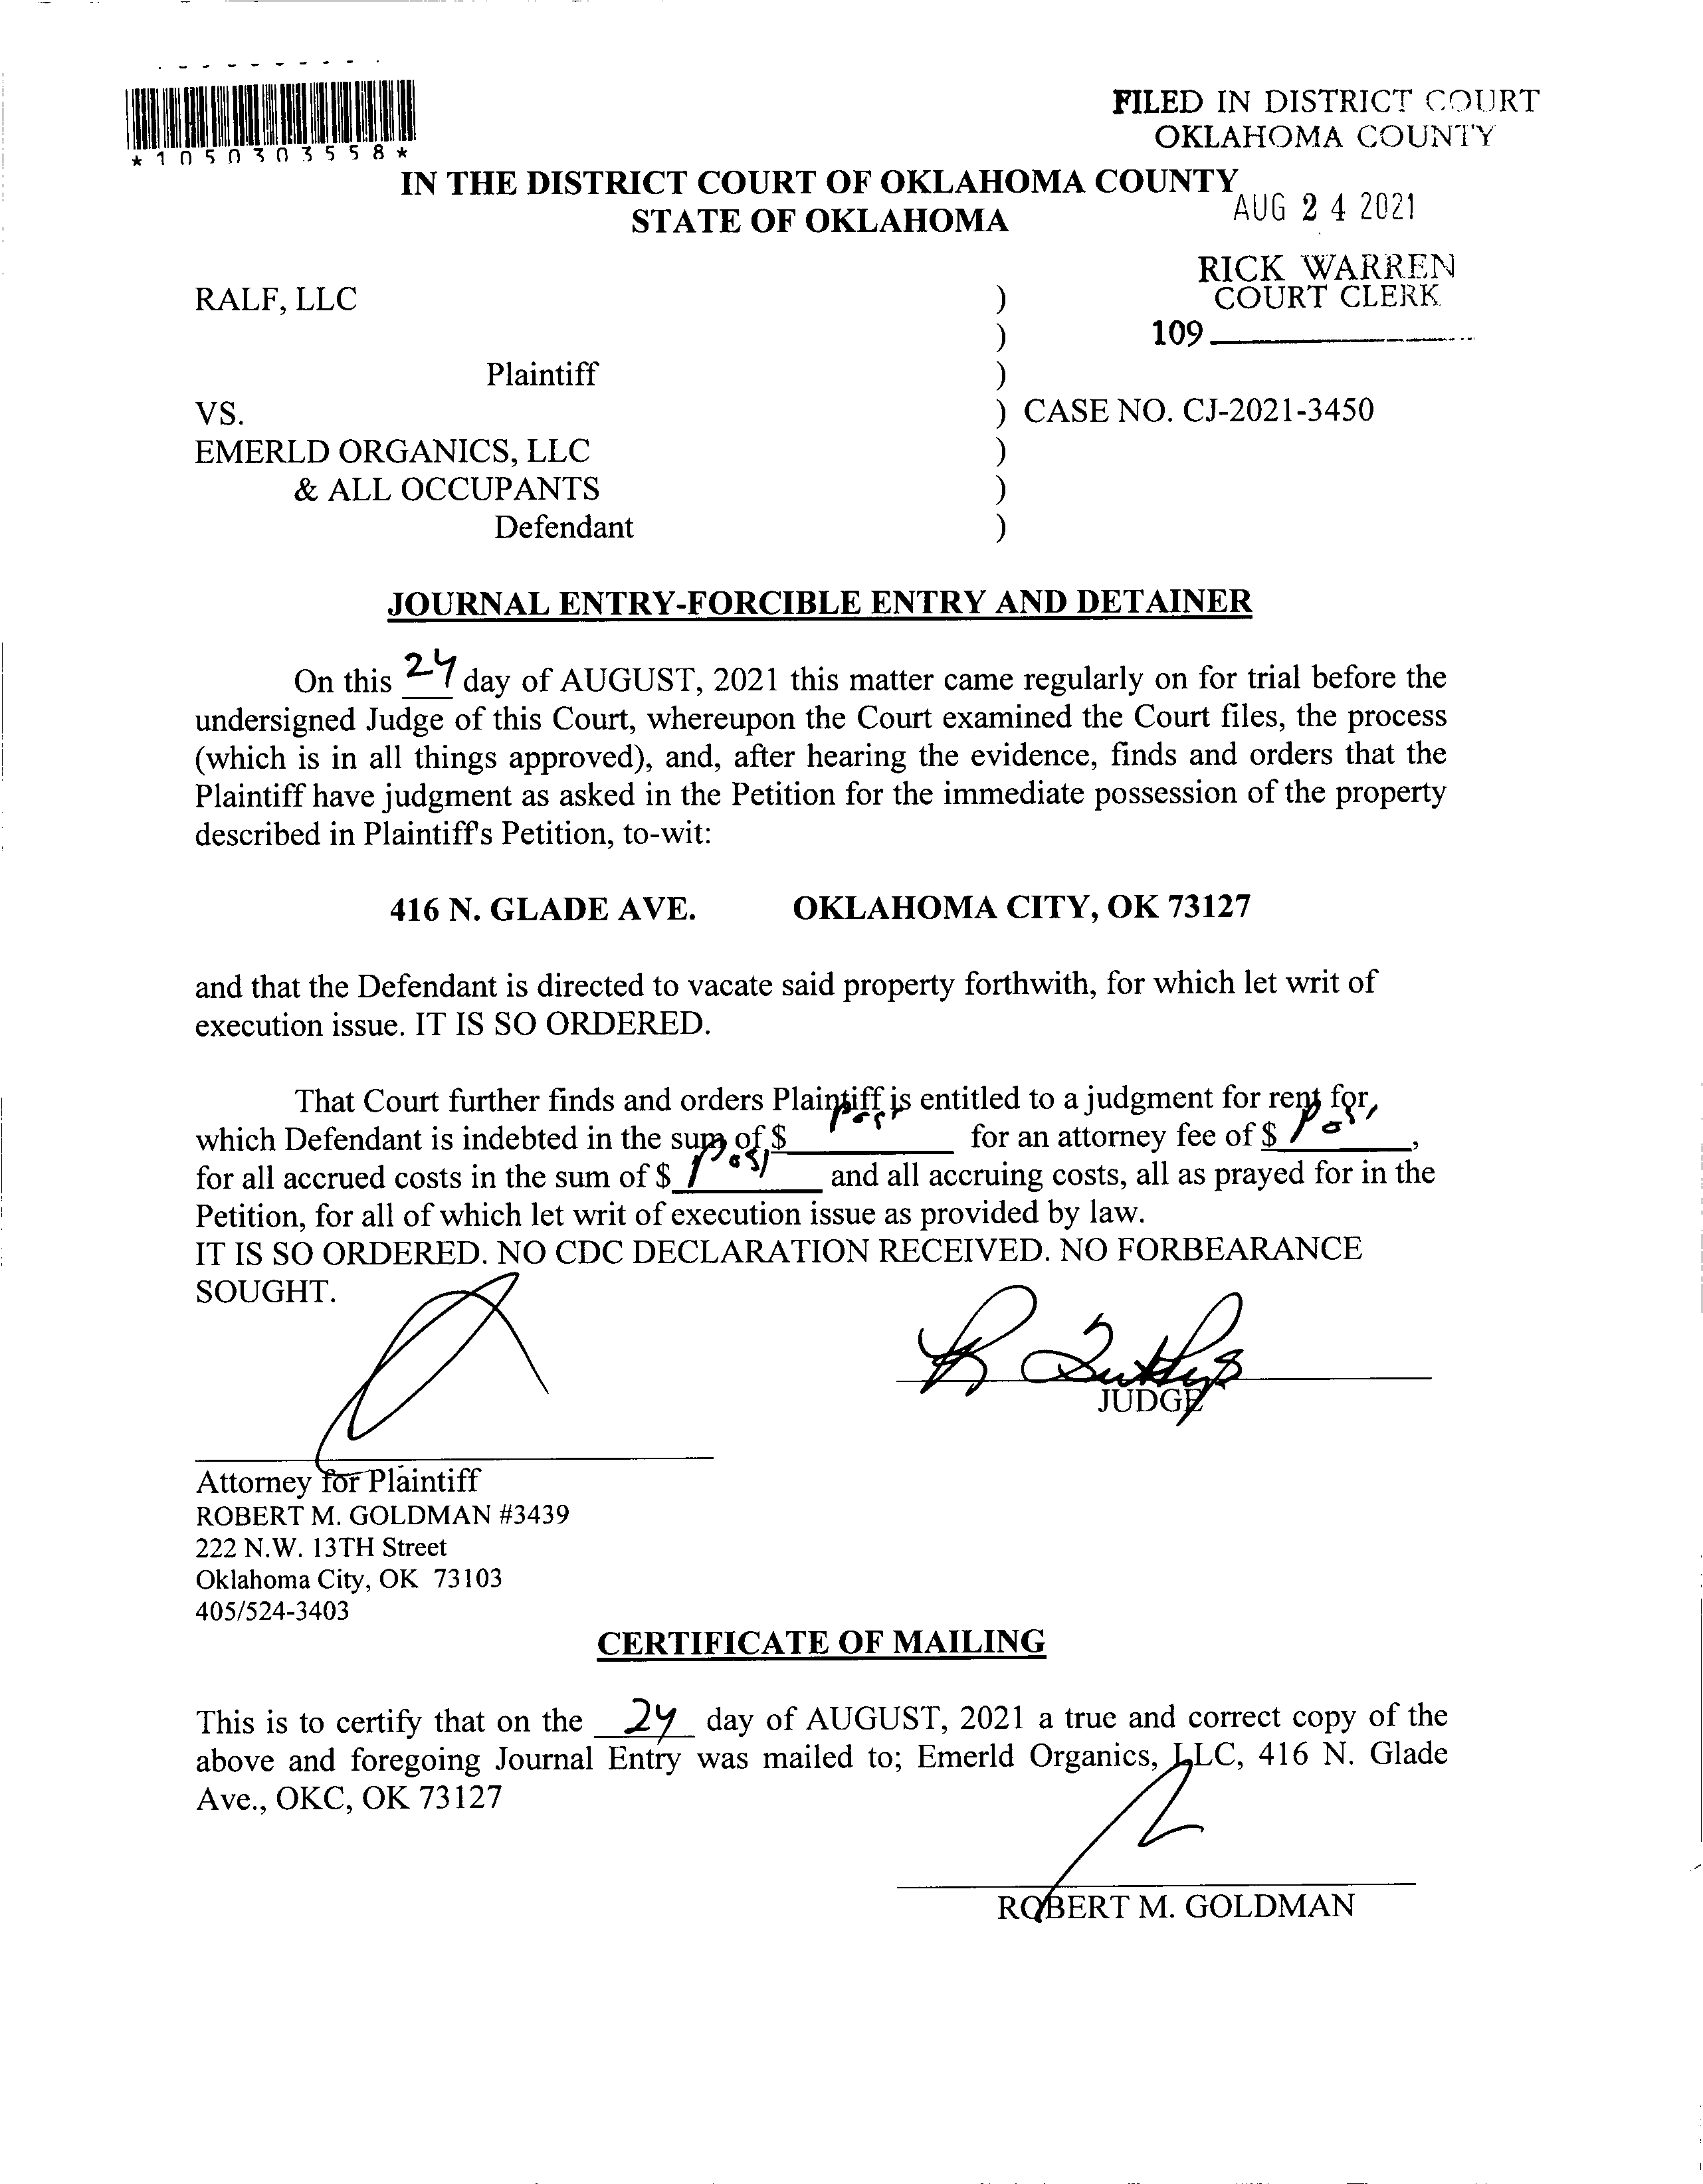 FILED IN DISTRICT COURT
OKLAHOMA COUNTY
*1050303558*
IN THE DISTRICT COURT OF OKLAHOMA COUNTY
STATE OF OKLAHOMA
AUG 24 2021
RICK WARREN
COURT CLERK
109
RALF, LLC )
)
Plaintiff )
VS. ) CASE NO. CJ-2021-3450
EMERLD ORGANICS, LLC )
& ALL OCCUPANTS )
Defendant )
JOURNAL ENTRY-FORCIBLE ENTRY AND DETAINER
On this 24 day of AUGUST, 2021 this matter came regularly on for trial before the
undersigned Judge of this Court, whereupon the Court examined the Court files, the process
(which is in all things approved), and, after hearing the evidence, finds and orders that the
Plaintiff have judgment as asked in the Petition for the immediate possession of the property
described in Plaintiff's Petition, to-wit:
416 N. GLADE AVE. OKLAHOMA CITY, OK 73127
and that the Defendant is directed to vacate said property forthwith, for which let writ of
execution issue. IT IS SO ORDERED.
That Court further finds and orders Plaintiff is entitled to a judgment for rent for,
which Defendant is indebted in the sum of $ for an attorney fee of $ ,
for all accrued costs in the sum of $ and all accruing costs, all as prayed for in the
Petition, for all of which let writ of execution issue as provided by law.
IT IS SO ORDERED. NO CDC DECLARATION RECEIVED. NO FORBEARANCE
SOUGHT.
JUDGE
Attorney for Plaintiff
ROBERT M. GOLDMAN #3439
222 N.W. 13TH Street
Oklahoma City, OK 73103
405/524-3403
CERTIFICATE OF MAILING
This is to certify that on the 24 day of AUGUST, 2021 a true and correct copy of the
above and foregoing Journal Entry was mailed to; Emerld Organics, LLC, 416 N. Glade
Ave., OKC, OK 73127
ROBERT M. GOLDMAN